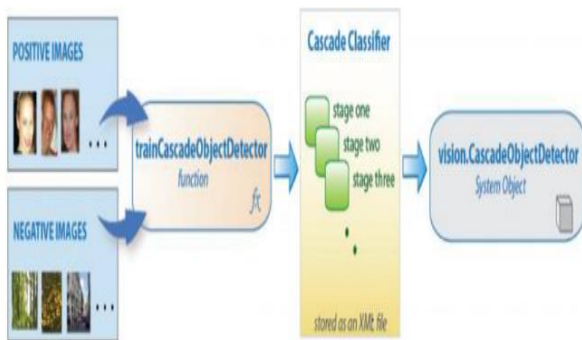 POSITIVE IMAGES
...
NEGATIVE IMAGES
...
trainCascadeObjectDetector
function
fx
Cascade Classifier
stage one
stage two
stage three
stored as an XML file
vision.CascadeObjectDetector
System Object